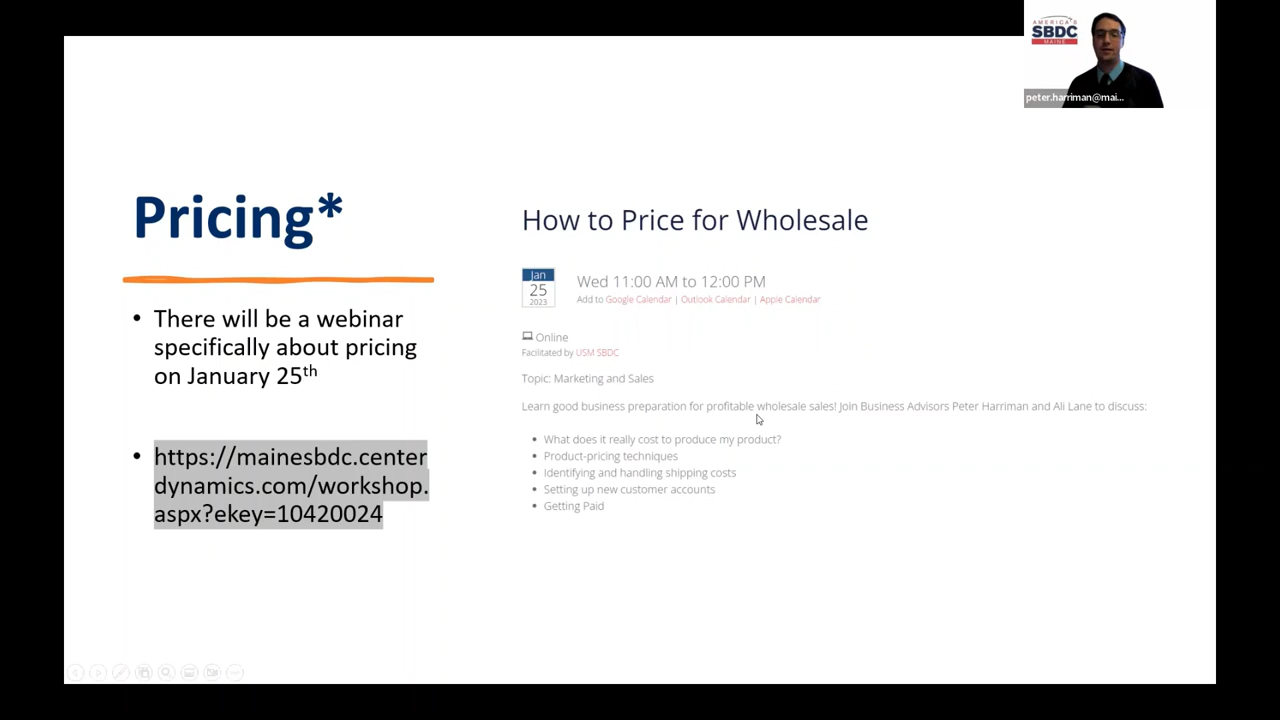 AMERICA'S
SBDC
MAINE
peter.harriman@mai...
Pricing*
• There will be a webinar
specifically about pricing
on January 25th
• https://mainesbdc.center
dynamics.com/workshop.
aspx?ekey=10420024
How to Price for Wholesale
Jan
25
2023
Wed 11:00 AM to 12:00 PM
Add to Google Calendar | Outlook Calendar | Apple Calendar
Online
Facilitated by USM SBDC
Topic: Marketing and Sales
Learn good business preparation for profitable wholesale sales! Join Business Advisors Peter Harriman and Ali Lane to discuss:
• What does it really cost to produce my product?
• Product-pricing techniques
• Identifying and handling shipping costs
• Setting up new customer accounts
• Getting Paid